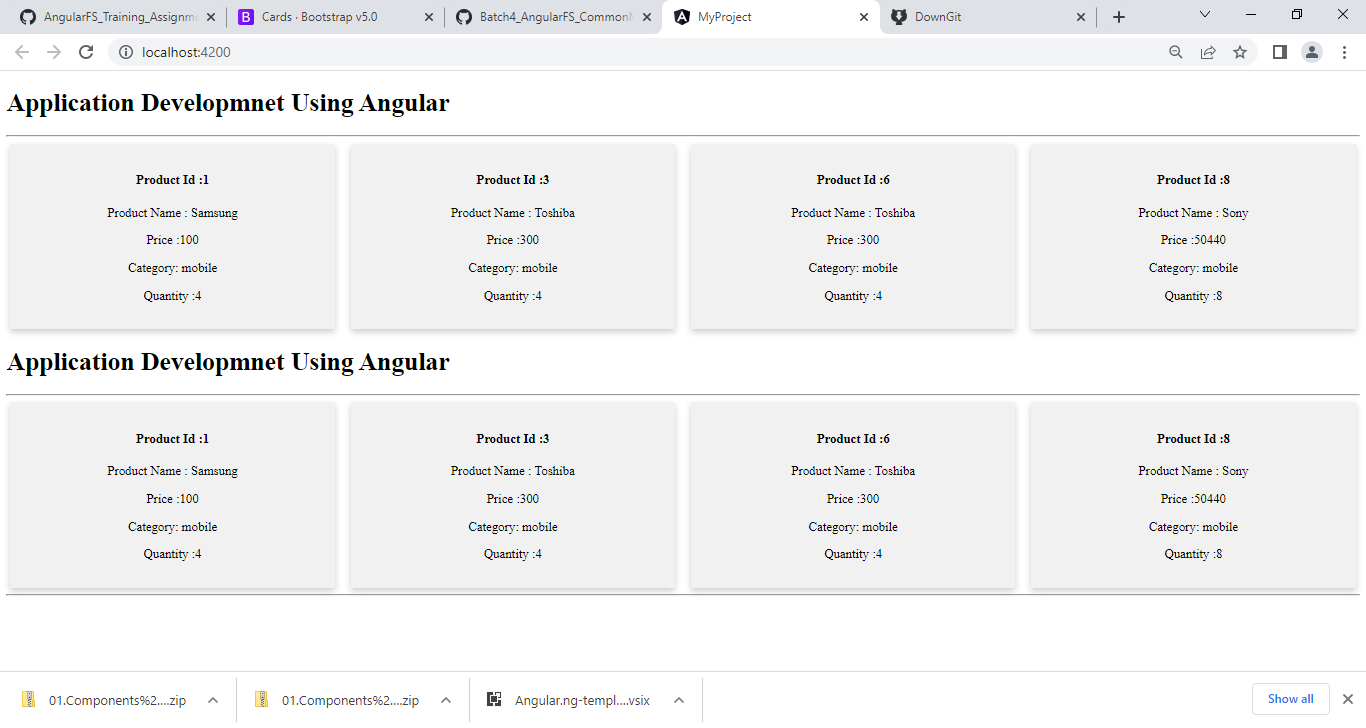 AngularFS_Training_Assignm
Cards · Bootstrap v5.0
Batch4_AngularFS_Common
MyProject
DownGit
localhost:4200
Application Developmnet Using Angular
Product Id :1
Product Name : Samsung
Price :100
Category: mobile
Quantity :4
Product Id :3
Product Name : Toshiba
Price :300
Category: mobile
Quantity :4
Product Id :6
Product Name : Toshiba
Price :300
Category: mobile
Quantity :4
Product Id :8
Product Name : Sony
Price :50440
Category: mobile
Quantity :8
Application Developmnet Using Angular
Product Id :1
Product Name : Samsung
Price :100
Category: mobile
Quantity :4
Product Id :3
Product Name : Toshiba
Price :300
Category: mobile
Quantity :4
Product Id :6
Product Name : Toshiba
Price :300
Category: mobile
Quantity :4
Product Id :8
Product Name : Sony
Price :50440
Category: mobile
Quantity :8
01.Components%2....zip
01.Components%2....zip
Angular.ng-templ....vsix
Show all